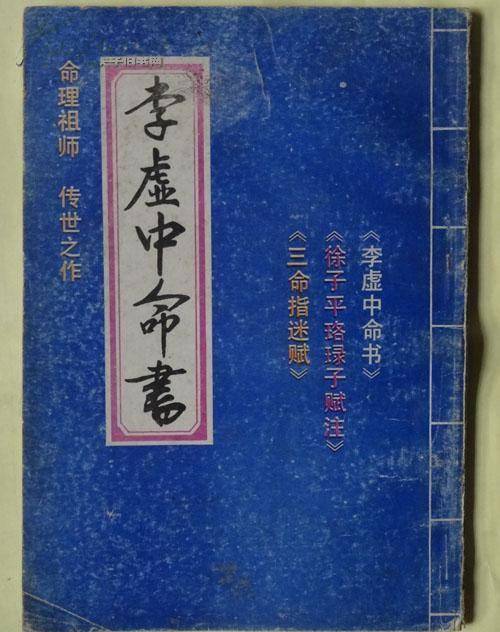 《李虚中命书》
《徐子平珞琭子赋注》
《三命指迷赋》
李虚中命書
命理祖师 传世之作